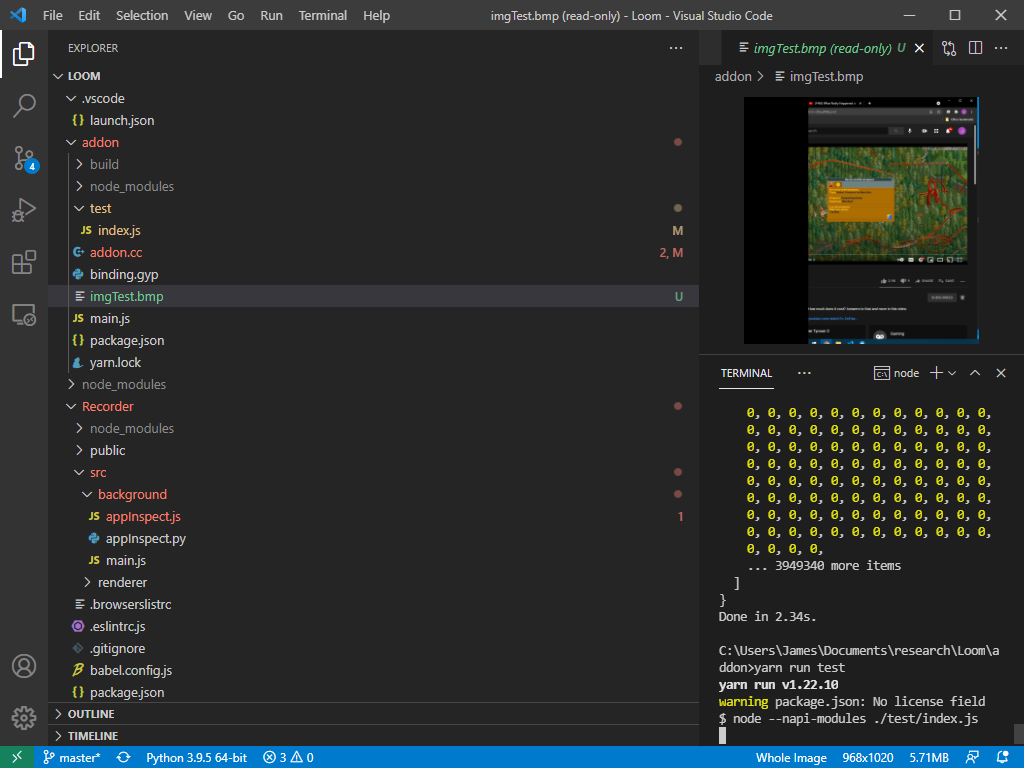 File Edit Selection View Go Run Terminal Help imgTest.bmp (read-only) - Loom - Visual Studio Code
EXPLORER
LOOM
.vscode
{} launch.json
addon
build
node_modules
test
JS index.js M
addon.cc 2, M
binding.gyp
imgTest.bmp U
JS main.js
{} package.json
yarn.lock
node_modules
Recorder
node_modules
public
src
background
JS appInspect.js 1
appInspect.py
JS main.js
renderer
.browserslistrc
.eslintrc.js
.gitignore
babel.config.js
{} package.json
OUTLINE
TIMELINE
4
imgTest.bmp (read-only) U
addon > imgTest.bmp
TERMINAL
node
0, 0, 0, 0, 0, 0, 0, 0, 0, 0, 0, 0,
0, 0, 0, 0, 0, 0, 0, 0, 0, 0, 0, 0,
0, 0, 0, 0, 0, 0, 0, 0, 0, 0, 0, 0,
0, 0, 0, 0, 0, 0, 0, 0, 0, 0, 0, 0,
0, 0, 0, 0, 0, 0, 0, 0, 0, 0, 0, 0,
0, 0, 0, 0, 0, 0, 0, 0, 0, 0, 0, 0,
0, 0, 0, 0, 0, 0, 0, 0, 0, 0, 0, 0,
0, 0, 0, 0, 0, 0, 0, 0, 0, 0, 0, 0,
0, 0, 0, 0,
... 3949340 more items
]
}
Done in 2.34s.
C:\Users\James\Documents\research\Loom\a
ddon>yarn run test
yarn run v1.22.10
warning package.json: No license field
$ node --napi-modules ./test/index.js
master* Python 3.9.5 64-bit 3 0 Whole Image 968x1020 5.71MB